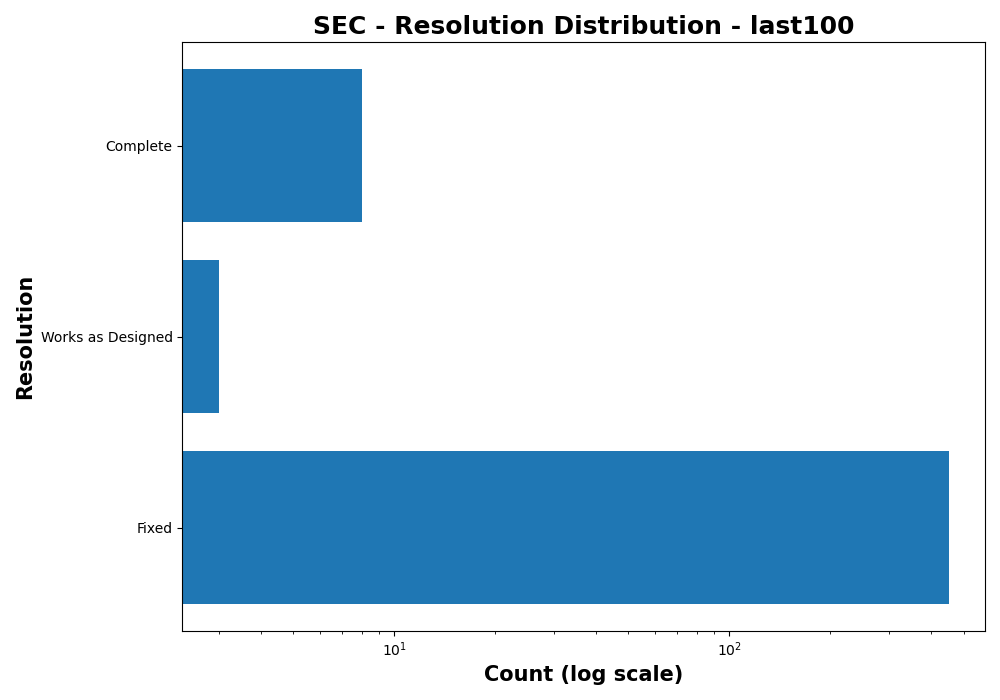 SEC - Resolution Distribution - last100
Complete
Works as Designed
Fixed
Resolution
10¹
10²
Count (log scale)